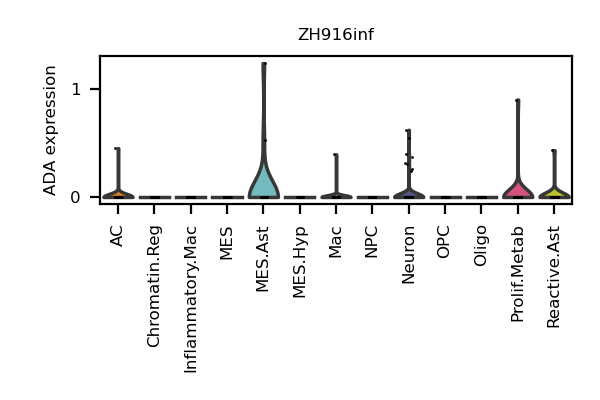 ZH916inf
ADA expression
1
0
AC
Chromatin.Reg
Inflammatory.Mac
MES
MES.Ast
MES.Hyp
Mac
NPC
Neuron
OPC
Oligo
Prolif.Metab
Reactive.Ast